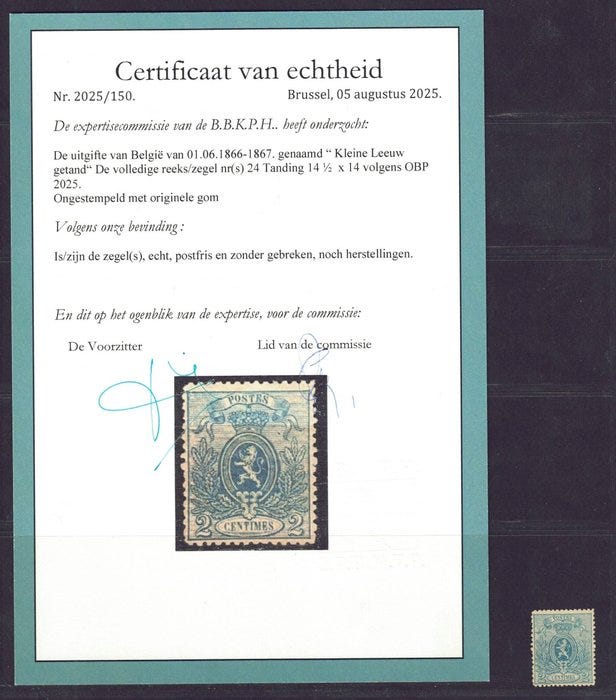 Certificaat van echtheid
Nr. 2025/150. Brussel, 05 augustus 2025.
De expertisecommissie van de B.B.K.P.H.. heeft onderzocht:
De uitgifte van België van 01.06.1866-1867. genaamd “ Kleine Leeuw
getand“ De volledige reeks/zegel nr(s) 24 Tanding 14 ½ x 14 volgens OBP
2025.
Ongestempeld met originele gom
Volgens onze bevinding :
Is/zijn de zegel(s), echt, postfris en zonder gebreken, noch herstellingen.
En dit op het ogenblik van de expertise, voor de commissie:
De Voorzitter Lid van de commissie
POSTES
2 CENTIMES 2
POSTES
2 CENTIMES 2